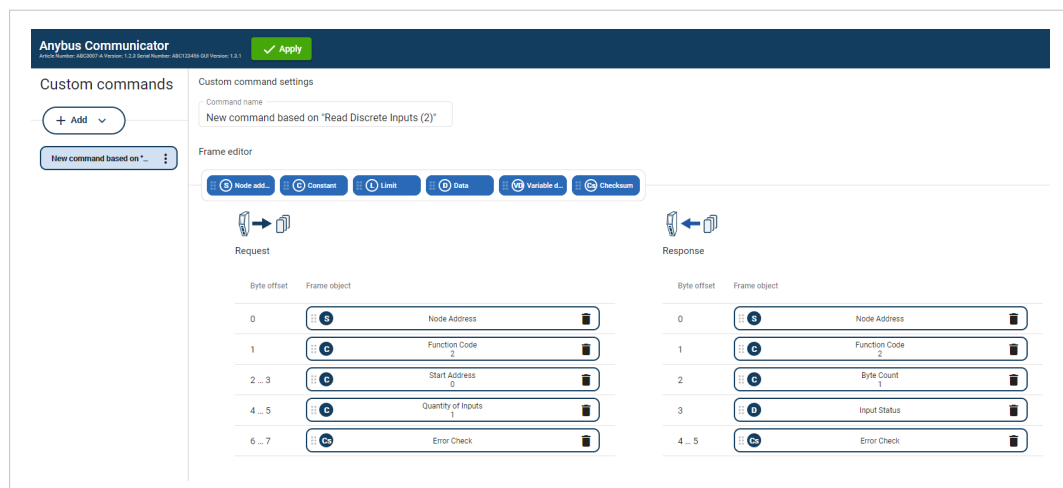 Anybus Communicator
Article Number: ABC3007-A Version: 1.2.3 Serial Number: ABC123456 GUI Version: 1.3.1
Apply
Custom commands
Add
New command based on "...
Custom command settings
Command name
New command based on "Read Discrete Inputs (2)"
Frame editor
S Node add...
C Constant
L Limit
D Data
VD Variable d...
Cs Checksum
Request
Byte offset Frame object
0 S Node Address
1 C Function Code
2
2 ... 3 C Start Address
0
4 ... 5 C Quantity of Inputs
1
6 ... 7 Cs Error Check
Response
Byte offset Frame object
0 S Node Address
1 C Function Code
2
2 C Byte Count
1
3 D Input Status
4 ... 5 Cs Error Check